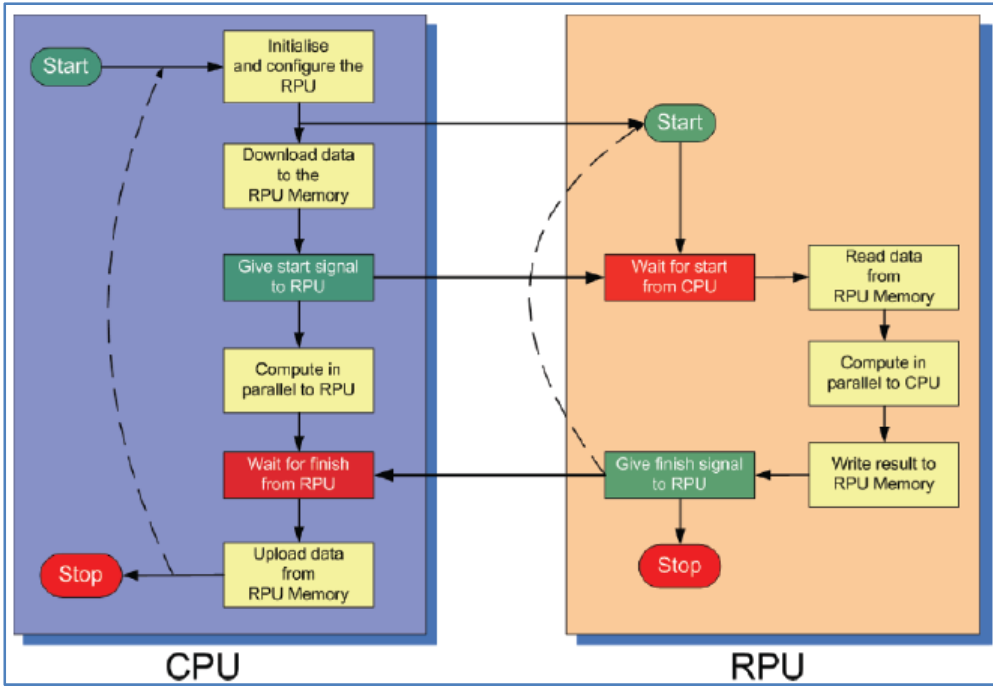 Start
Initialise
and configure the
RPU
Download data
to the
RPU Memory
Give start signal
to RPU
Compute in
parallel to RPU
Wait for finish
from RPU
Upload data
from
RPU Memory
Stop
CPU
Start
Wait for start
from CPU
Read data
from
RPU Memory
Compute in
parallel to CPU
Write result to
RPU Memory
Give finish signal
to RPU
Stop
RPU